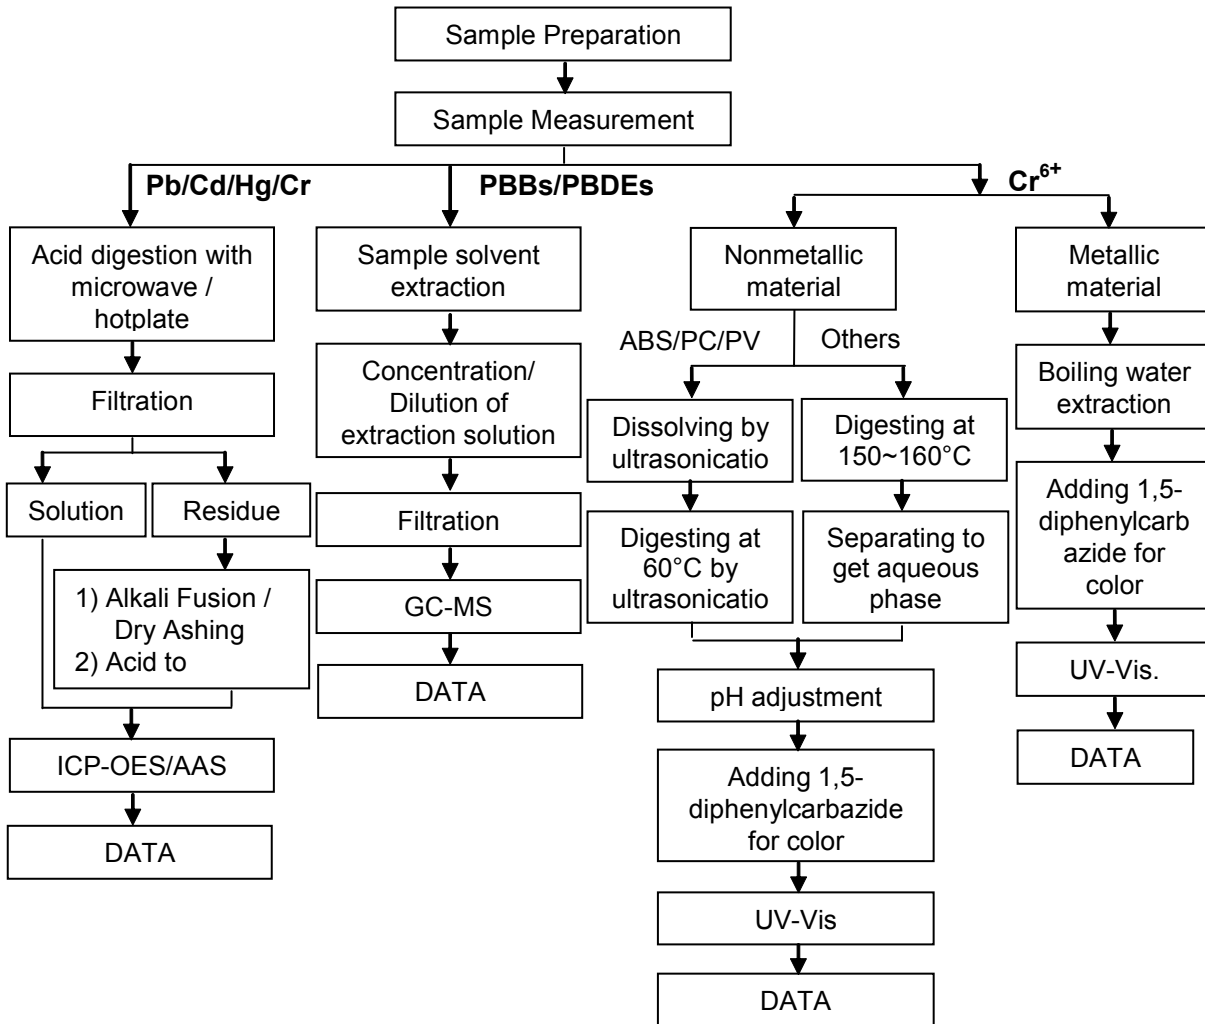 Sample Preparation
Sample Measurement
Pb/Cd/Hg/Cr
PBBs/PBDEs
Cr⁶⁺
Acid digestion with
microwave /
hotplate
Filtration
Solution
Residue
1) Alkali Fusion /
Dry Ashing
2) Acid to
ICP-OES/AAS
DATA
Sample solvent
extraction
Concentration/
Dilution of
extraction solution
Filtration
GC-MS
DATA
Nonmetallic
material
ABS/PC/PV
Others
Dissolving by
ultrasonicatio
Digesting at
60°C by
ultrasonicatio
Digesting at
150~160°C
Separating to
get aqueous
phase
pH adjustment
Adding 1,5-
diphenylcarbazide
for color
UV-Vis
DATA
Metallic
material
Boiling water
extraction
Adding 1,5-
diphenylcarb
azide for
color
UV-Vis.
DATA